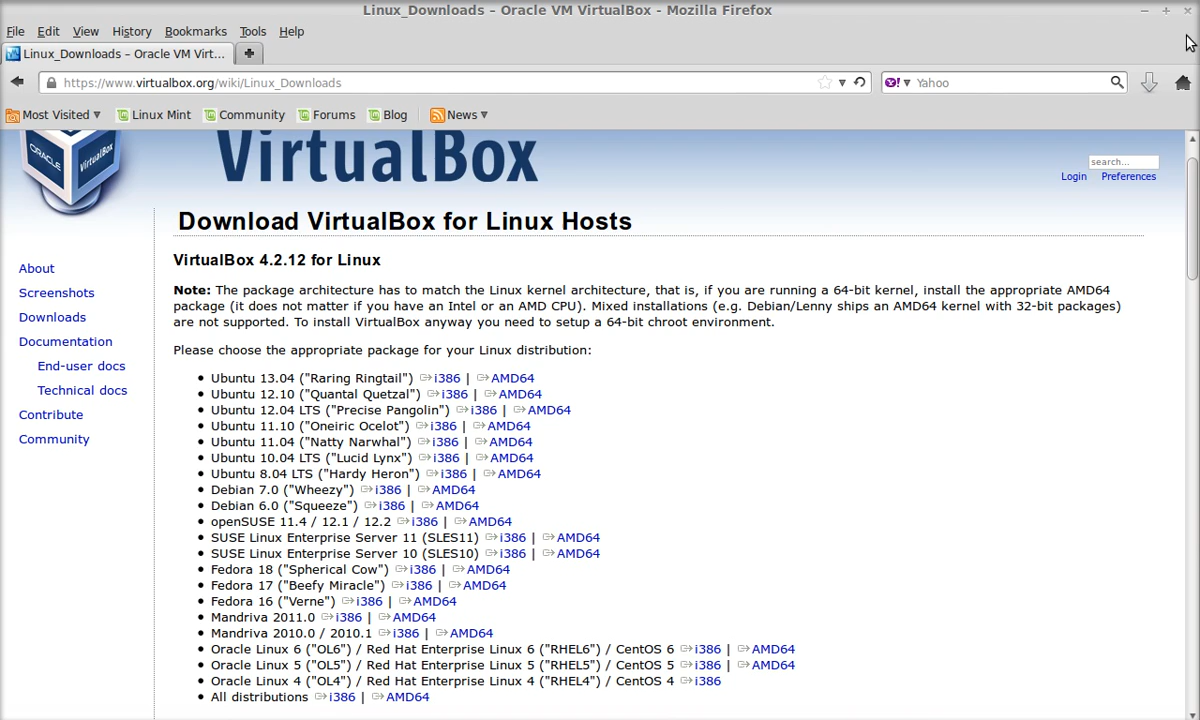 Linux_Downloads – Oracle VM VirtualBox - Mozilla Firefox
File Edit View History Bookmarks Tools Help
Linux_Downloads – Oracle VM Virt...
https://www.virtualbox.org/wiki/Linux_Downloads
Yahoo
Most Visited Linux Mint Community Forums Blog News
ORACLE VirtualBox
VirtualBox
search...
Login Preferences
Download VirtualBox for Linux Hosts
About
Screenshots
Downloads
Documentation
End-user docs
Technical docs
Contribute
Community
VirtualBox 4.2.12 for Linux
Note: The package architecture has to match the Linux kernel architecture, that is, if you are running a 64-bit kernel, install the appropriate AMD64
package (it does not matter if you have an Intel or an AMD CPU). Mixed installations (e.g. Debian/Lenny ships an AMD64 kernel with 32-bit packages)
are not supported. To install VirtualBox anyway you need to setup a 64-bit chroot environment.
Please choose the appropriate package for your Linux distribution:
• Ubuntu 13.04 ("Raring Ringtail") i386 | AMD64
• Ubuntu 12.10 ("Quantal Quetzal") i386 | AMD64
• Ubuntu 12.04 LTS ("Precise Pangolin") i386 | AMD64
• Ubuntu 11.10 ("Oneiric Ocelot") i386 | AMD64
• Ubuntu 11.04 ("Natty Narwhal") i386 | AMD64
• Ubuntu 10.04 LTS ("Lucid Lynx") i386 | AMD64
• Ubuntu 8.04 LTS ("Hardy Heron") i386 | AMD64
• Debian 7.0 ("Wheezy") i386 | AMD64
• Debian 6.0 ("Squeeze") i386 | AMD64
• openSUSE 11.4 / 12.1 / 12.2 i386 | AMD64
• SUSE Linux Enterprise Server 11 (SLES11) i386 | AMD64
• SUSE Linux Enterprise Server 10 (SLES10) i386 | AMD64
• Fedora 18 ("Spherical Cow") i386 | AMD64
• Fedora 17 ("Beefy Miracle") i386 | AMD64
• Fedora 16 ("Verne") i386 | AMD64
• Mandriva 2011.0 i386 | AMD64
• Mandriva 2010.0 / 2010.1 i386 | AMD64
• Oracle Linux 6 ("OL6") / Red Hat Enterprise Linux 6 ("RHEL6") / CentOS 6 i386 | AMD64
• Oracle Linux 5 ("OL5") / Red Hat Enterprise Linux 5 ("RHEL5") / CentOS 5 i386 | AMD64
• Oracle Linux 4 ("OL4") / Red Hat Enterprise Linux 4 ("RHEL4") / CentOS 4 i386
• All distributions i386 | AMD64